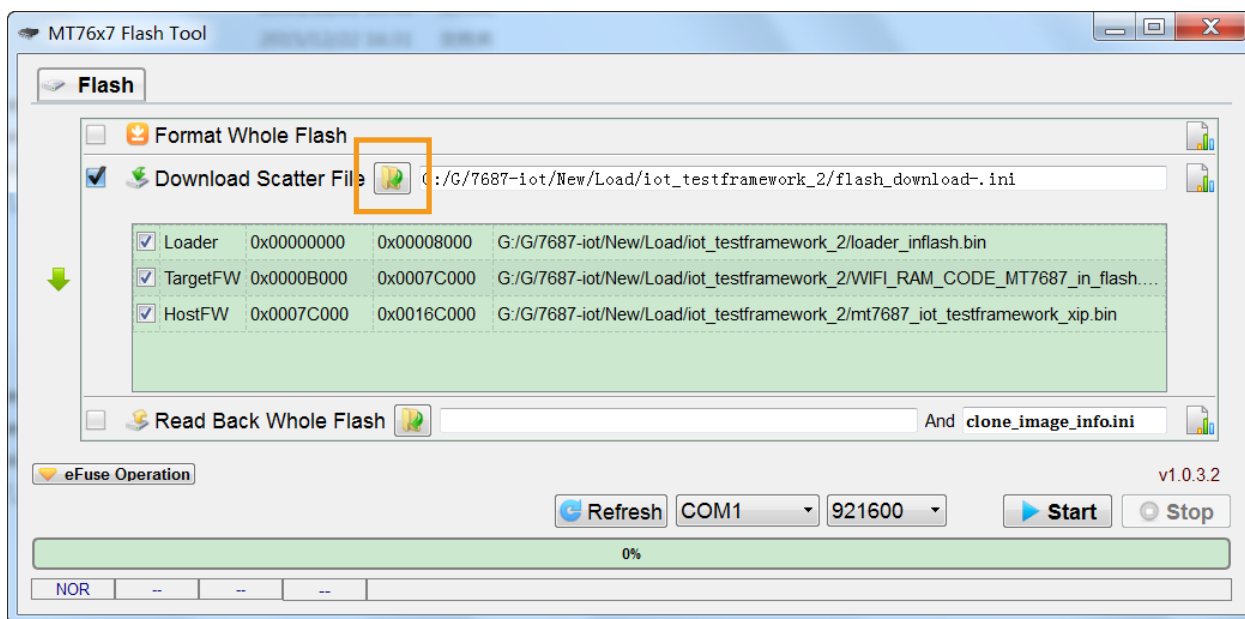 MT76x7 Flash Tool
Flash
Format Whole Flash
Download Scatter File :/G/7687-iot/New/Load/iot_testframework_2/flash_download-.ini
Loader 0x00000000 0x00008000 G:/G/7687-iot/New/Load/iot_testframework_2/loader_inflash.bin
TargetFW 0x0000B000 0x0007C000 G:/G/7687-iot/New/Load/iot_testframework_2/WIFI_RAM_CODE_MT7687_in_flash....
HostFW 0x0007C000 0x0016C000 G:/G/7687-iot/New/Load/iot_testframework_2/mt7687_iot_testframework_xip.bin
Read Back Whole Flash And clone_image_info.ini
eFuse Operation v1.0.3.2
Refresh COM1 921600 Start Stop
0%
NOR -- -- --